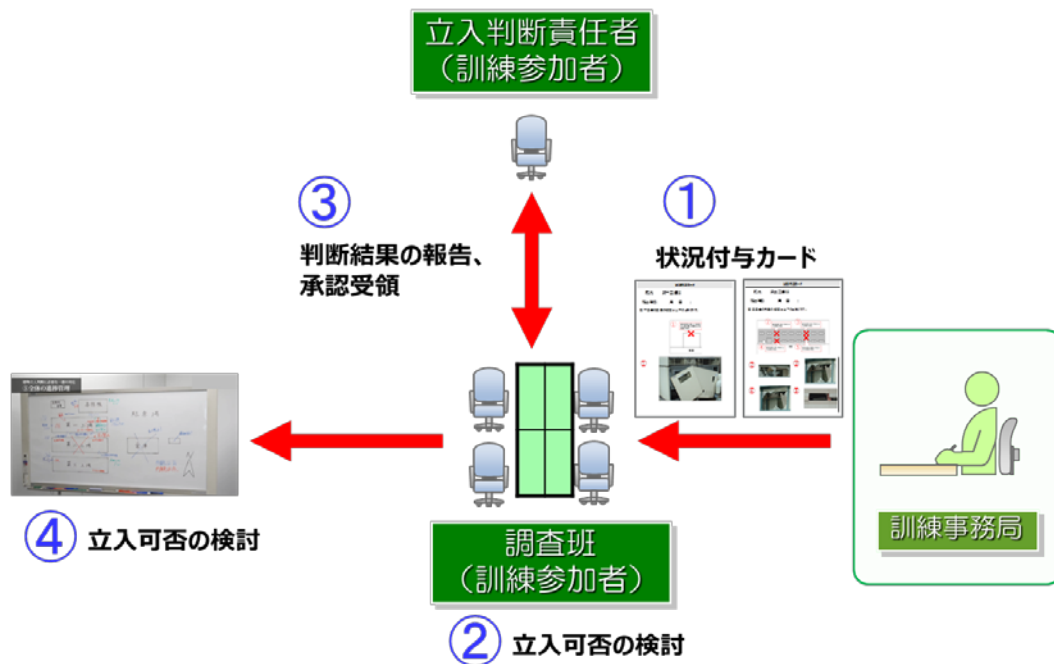 立入判断責任者
（訓練参加者）
③
判断結果の報告、
承認受領
①
状況付与カード
④ 立入可否の検討
調査班
（訓練参加者）
② 立入可否の検討
訓練事務局